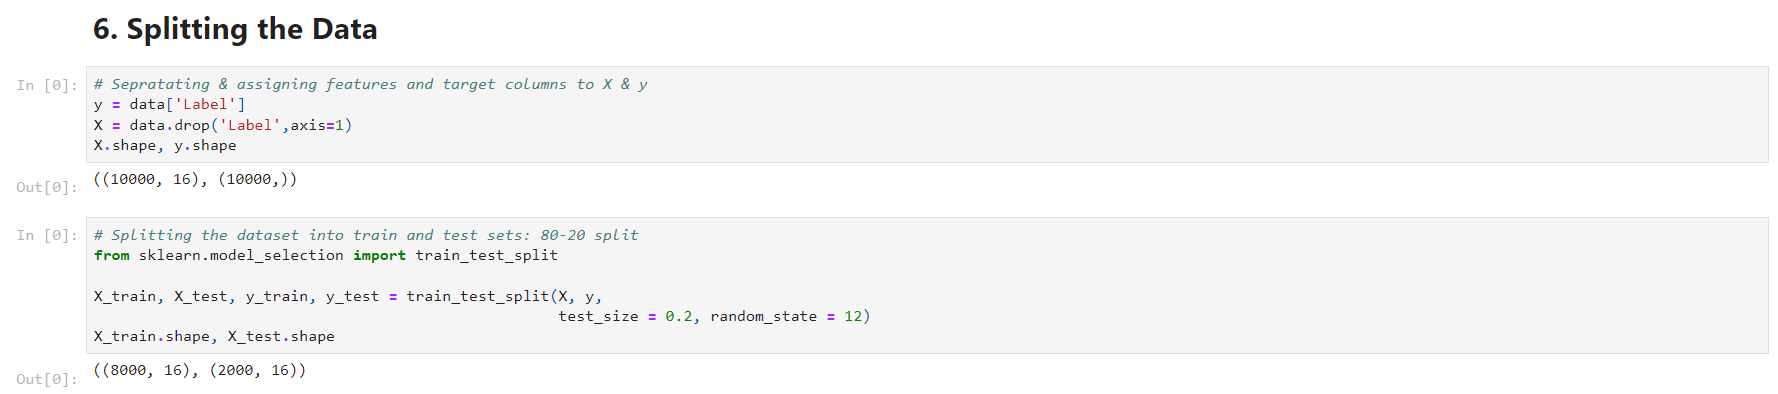 6. Splitting the Data
In [0]:
# Sepratating & assigning features and target columns to X & y
y = data['Label']
X = data.drop('Label',axis=1)
X.shape, y.shape
Out[0]:
((10000, 16), (10000,))
In [0]:
# Splitting the dataset into train and test sets: 80-20 split
from sklearn.model_selection import train_test_split
X_train, X_test, y_train, y_test = train_test_split(X, y,
test_size = 0.2, random_state = 12)
X_train.shape, X_test.shape
Out[0]:
((8000, 16), (2000, 16))